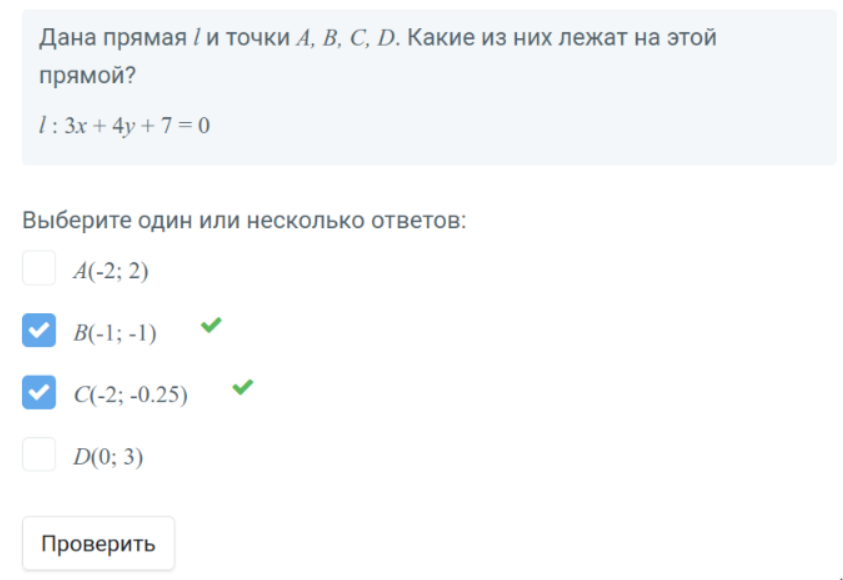 Дана прямая l и точки A, B, C, D. Какие из них лежат на этой
прямой?
l : 3x + 4y + 7 = 0
Выберите один или несколько ответов:
A(-2; 2)
B(-1; -1)
C(-2; -0.25)
D(0; 3)
Проверить